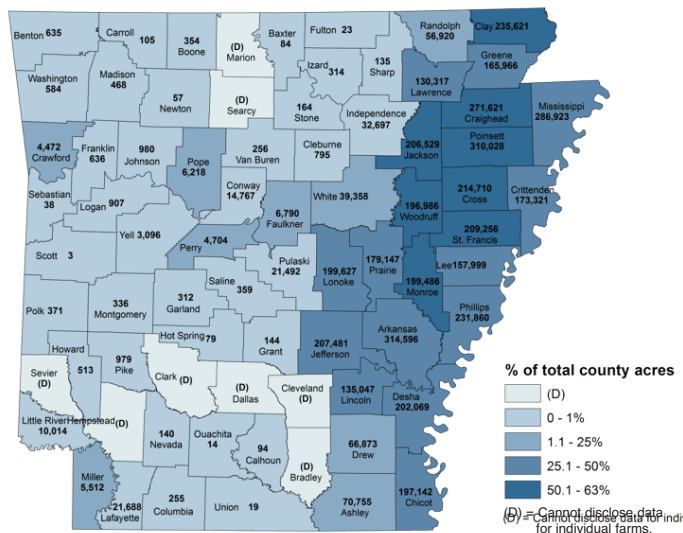 Benton 635
Carroll
105
354
Boone
(D)
Marion
Baxter
84
Fulton 23
Randolph
56,920
Clay 235,621
Izard
314
135
Sharp
Greene
165,966
Washington
584
Madison
468
57
Newton
(D)
Searcy
164
Stone
Independence
32,697
130,317
Lawrence
271,621
Craighead
Mississippi
286,923
4,472
Crawford
Franklin
636
980
Johnson
Pope
6,218
256
Van Buren
Cleburne
795
206,529
Jackson
Poinsett
310,028
Sebastian
38
Logan 907
Conway
14,767
White 39,358
196,986
Woodruff
214,710
Cross
Crittenden
173,321
Scott 3
Yell 3,096
Perry 4,704
6,790
Faulkner
209,256
St. Francis
Pulaski
21,492
199,627
Lonoke
179,147
Prairie
199,486
Monroe
Lee157,999
Polk 371
336
Montgomery
312
Garland
Saline
359
Phillips
231,860
Hot Spring79
144
Grant
207,481
Jefferson
Arkansas
314,596
Howard
513
979
Pike
Sevier
(D)
Clark (D)
(D)
Dallas
Cleveland
(D)
135,047
Lincoln
Desha
202,069
Little River
10,014
Hempstead
(D)
140
Nevada
Ouachita
14
94
Calhoun
(D)
Bradley
66,873
Drew
Miller
5,512
21,688
Lafayette
255
Columbia
Union 19
70,755
Ashley
197,142
Chicot
% of total county acres
(D)
0 - 1%
1.1 - 25%
25.1 - 50%
50.1 - 63%
(D) = Cannot disclose data
for individual farms.
(D) = Cannot disclose data for indi